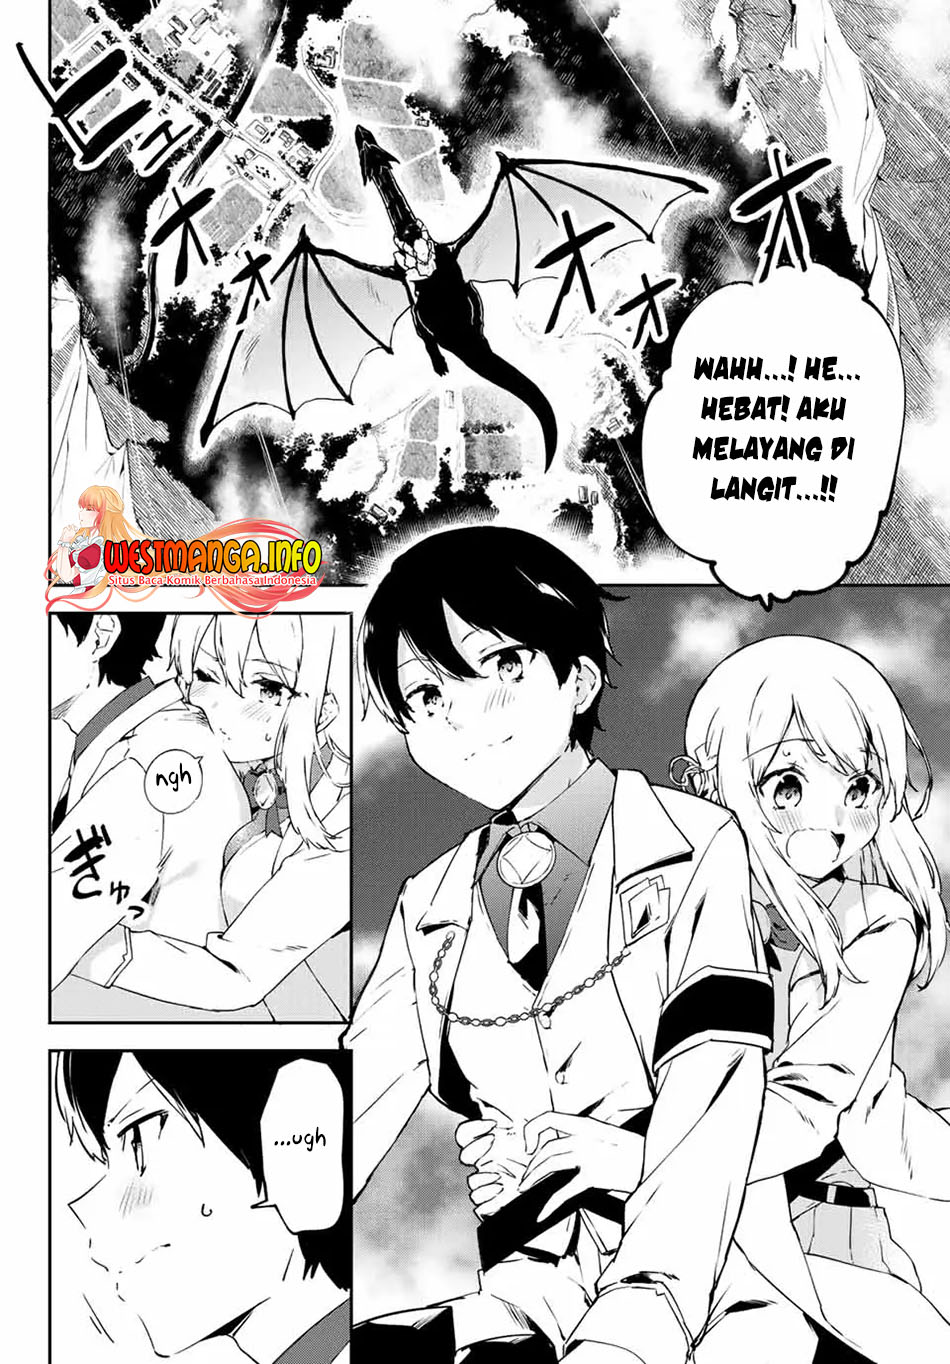 ビュ
オ
オ
オ
オ
オ
WAHH...! HE...
HEBAT! AKU
MELAYANG DI
LANGIT...!!
WESTMANGA.INFO
Situs Baca Komik Berbahasa Indonesia
ngh
ぎゅっ
...ugh